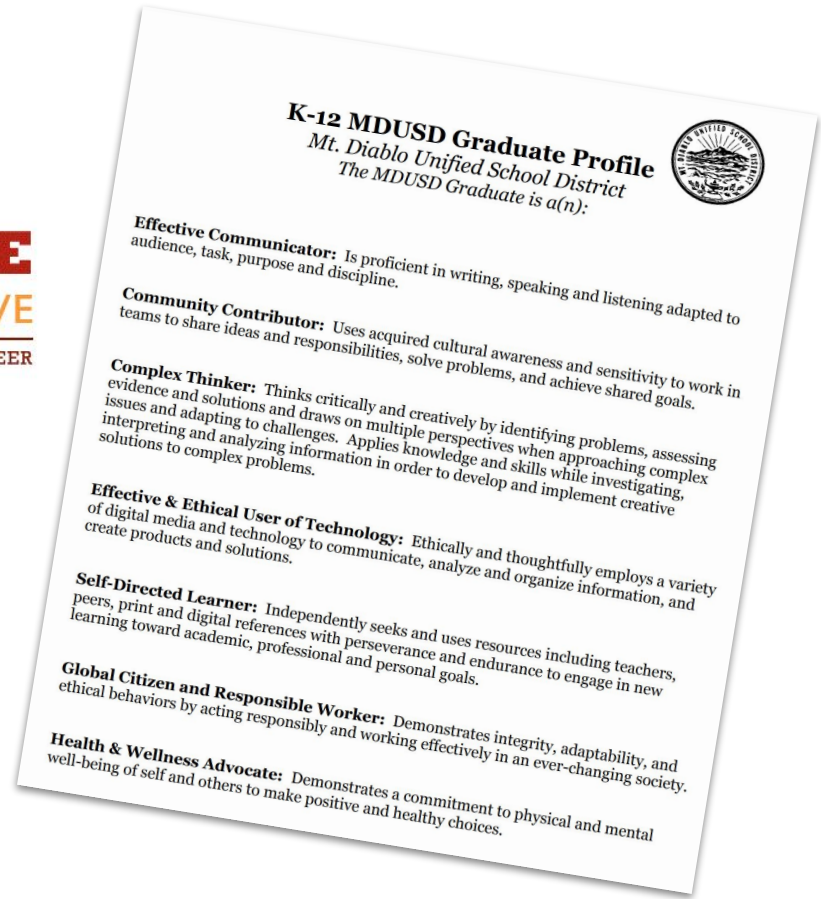 E
VE
EER
K-12 MDUSD Graduate Profile
Mt. Diablo Unified School District
The MDUSD Graduate is a(n):
MT. DIABLO UNIFIED SCHOOL DISTRICT
Effective Communicator: Is proficient in writing, speaking and listening adapted to
audience, task, purpose and discipline.
Community Contributor: Uses acquired cultural awareness and sensitivity to work in
teams to share ideas and responsibilities, solve problems, and achieve shared goals.
Complex Thinker: Thinks critically and creatively by identifying problems, assessing
evidence and solutions and draws on multiple perspectives when approaching complex
issues and adapting to challenges. Applies knowledge and skills while investigating,
interpreting and analyzing information in order to develop and implement creative
solutions to complex problems.
Effective & Ethical User of Technology: Ethically and thoughtfully employs a variety
of digital media and technology to communicate, analyze and organize information, and
create products and solutions.
Self-Directed Learner: Independently seeks and uses resources including teachers,
peers, print and digital references with perseverance and endurance to engage in new
learning toward academic, professional and personal goals.
Global Citizen and Responsible Worker: Demonstrates integrity, adaptability, and
ethical behaviors by acting responsibly and working effectively in an ever-changing society.
Health & Wellness Advocate: Demonstrates a commitment to physical and mental
well-being of self and others to make positive and healthy choices.